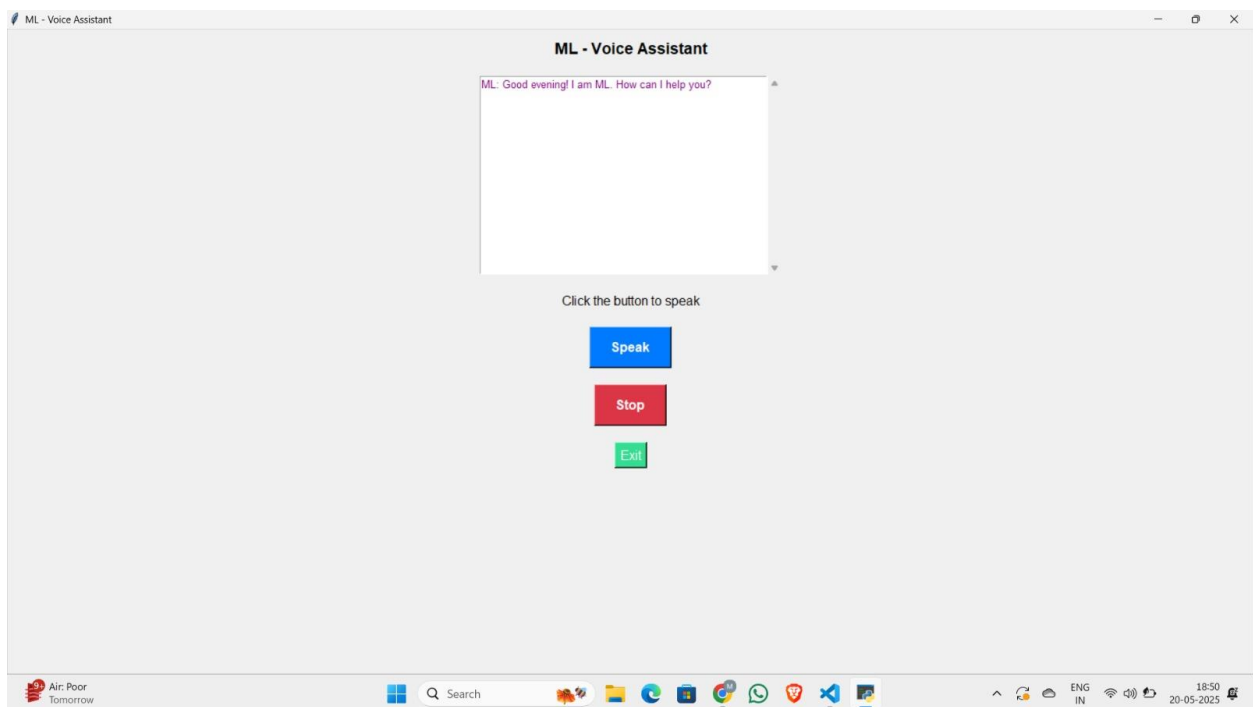 ML - Voice Assistant
ML - Voice Assistant
ML: Good evening! I am ML. How can I help you?
Click the button to speak
Speak
Stop
Exit
9+
Air: Poor
Tomorrow
Search
M
ENG
IN
18:50
20-05-2025